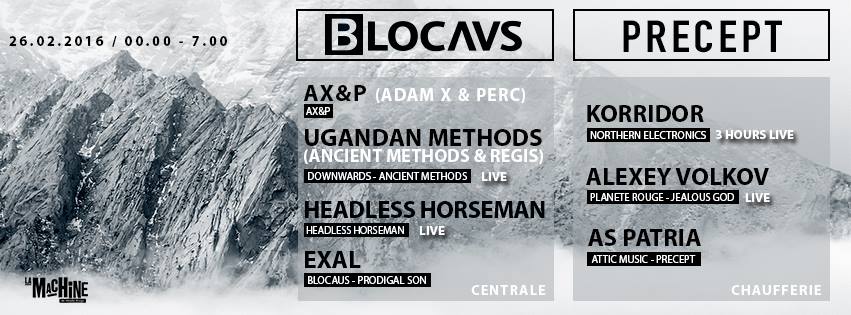 26.02.2016 / 00.00 - 7.00
BLOCAVS
AX&P (ADAM X & PERC)
AX&P
UGANDAN METHODS
(ANCIENT METHODS & REGIS)
DOWNWARDS - ANCIENT METHODS LIVE
HEADLESS HORSEMAN
HEADLESS HORSEMAN LIVE
EXAL
BLOCAUS - PRODIGAL SON
CENTRALE
PRECEPT
KORRIDOR
NORTHERN ELECTRONICS 3 HOURS LIVE
ALEXEY VOLKOV
PLANETE ROUGE - JEALOUS GOD LIVE
AS PATRIA
ATTIC MUSIC - PRECEPT
CHAUFFERIE
LA MACHINE